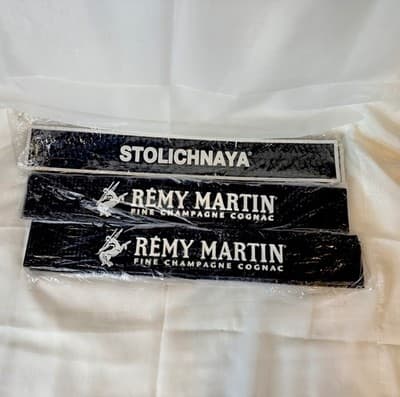 STOLICHNAYA®
RÉMY MARTIN®
FINE CHAMPAGNE COGNAC
RÉMY MARTIN®
FINE CHAMPAGNE COGNAC